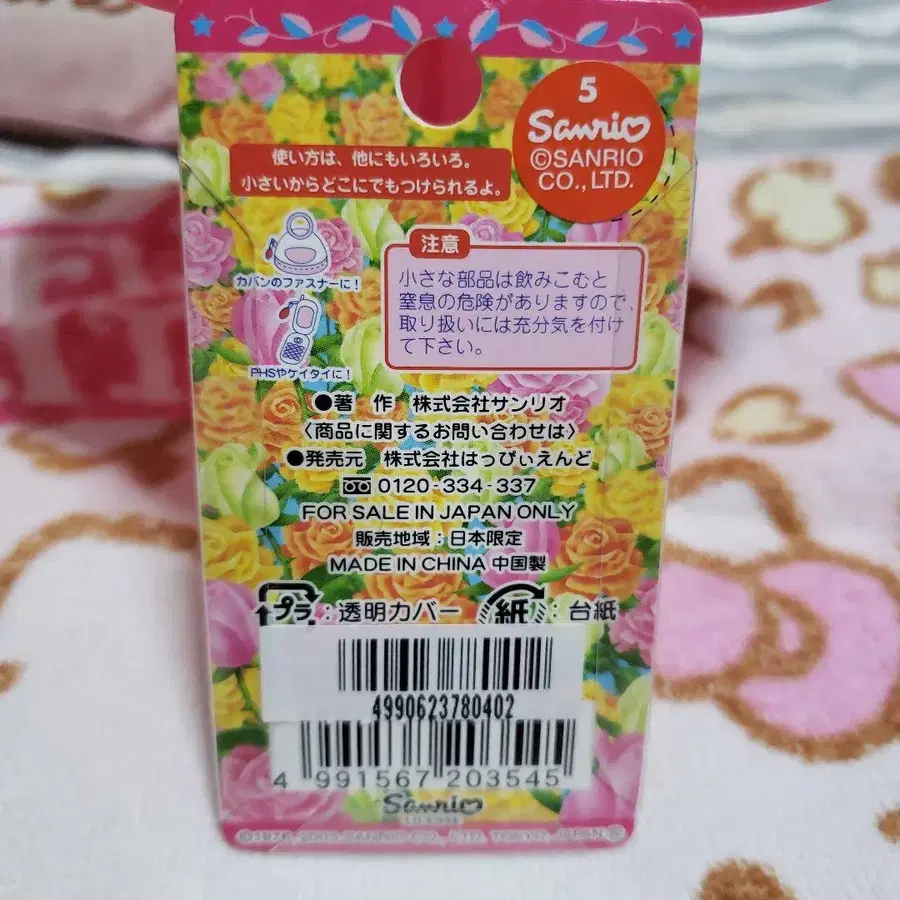 5
Sanrio
©SANRIO
CO., LTD.
使い方は、他にもいろいろ。
小さいからどこにでもつけられるよ。
カバンのファスナーに!
PHSやケイタイに!
注意
小さな部品は飲みこむと
窒息の危険がありますので、
取り扱いには充分気を付け
て下さい。
●著 作 株式会社サンリオ
〈商品に関するお問い合わせは〉
●発売元 株式会社はっぴぃえんど
0120-334-337
FOR SALE IN JAPAN ONLY
販売地域:日本限定
MADE IN CHINA 中国製
プラ:透明カバー 紙:台紙
4990623780402
4 991567 203545
Sanrio
LICENSE
©1976, 2003 SANRIO CO., LTD. TOKYO, JAPAN